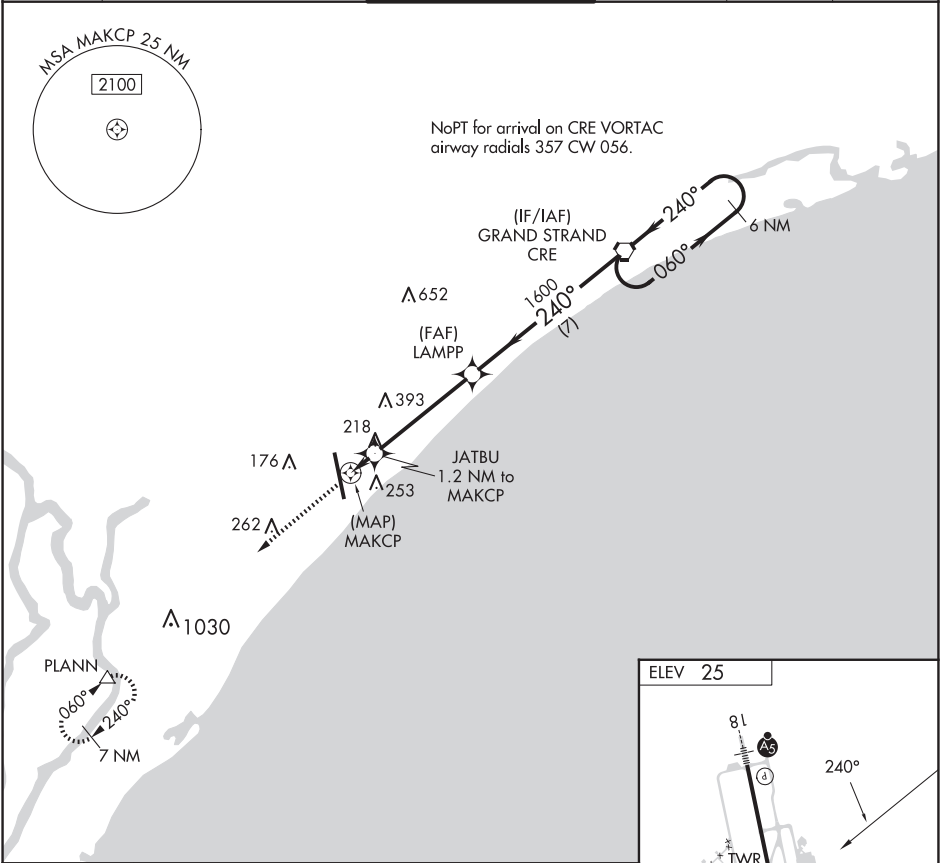 MSA MAKCP 25 NM
2100
NoPT for arrival on CRE VORTAC
airway radials 357 CW 056.
240°
6 NM
060°
(IF/IAF)
GRAND STRAND
CRE
1600
240°
(7)
652
(FAF)
LAMPP
393
218
176
JATBU
1.2 NM to
MAKCP
253
262
(MAP)
MAKCP
1030
PLANN
060°
240°
7 NM
ELEV 25
18
A5
P
240°
TWR